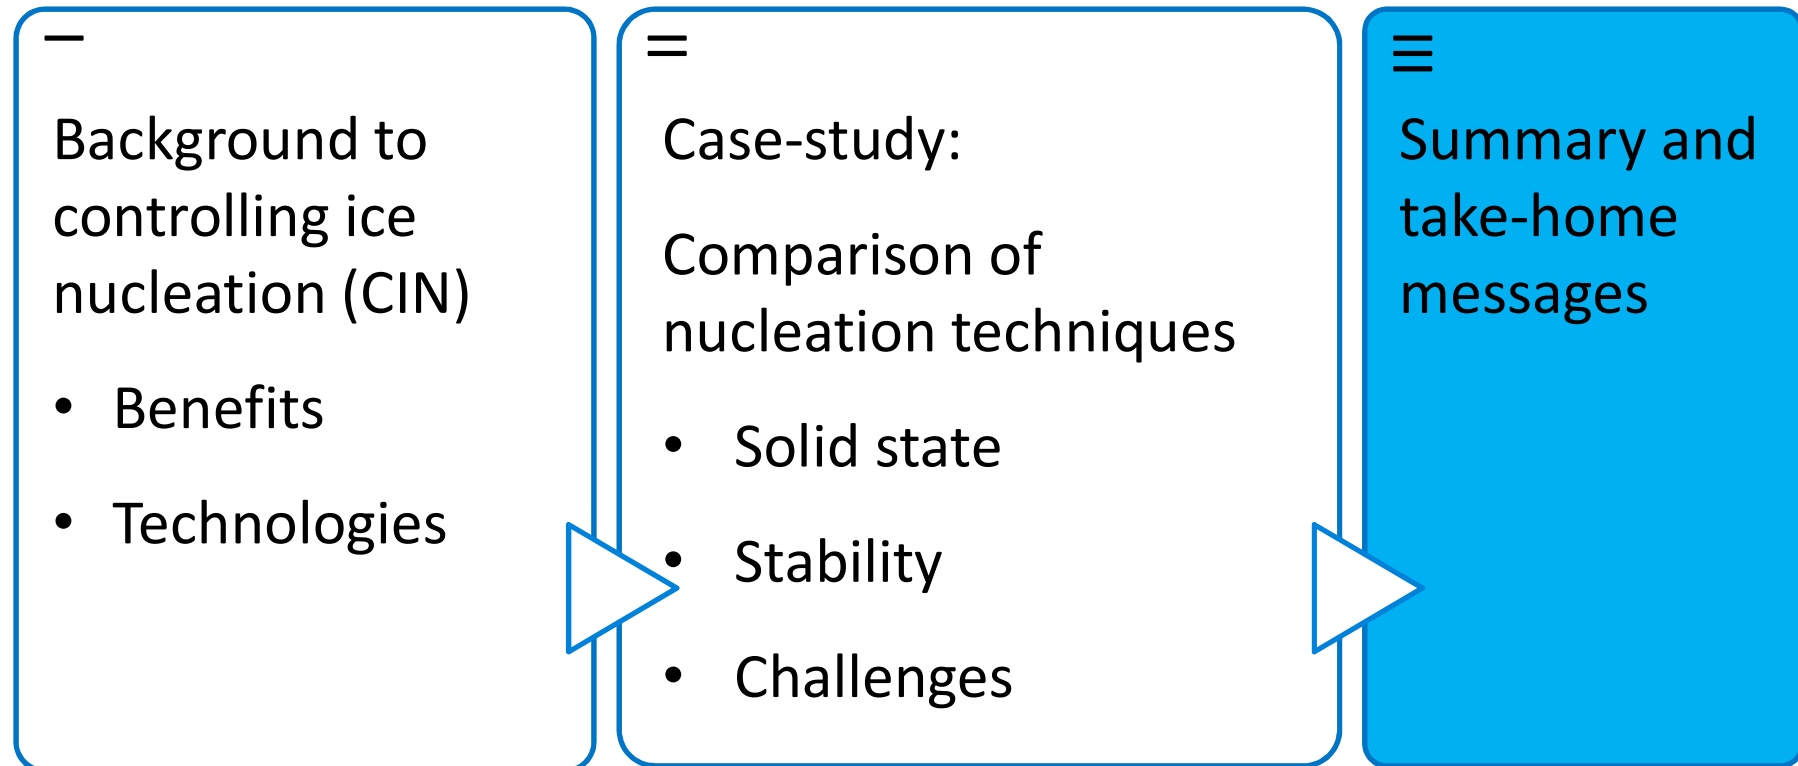 Background to
controlling ice
nucleation (CIN)
• Benefits
• Technologies
Case-study:
Comparison of
nucleation techniques
• Solid state
• Stability
• Challenges
Summary and
take-home
messages